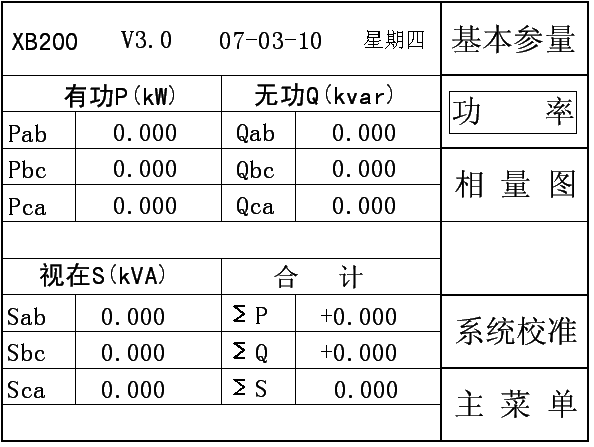 XB200 V3.0 07-03-10 星期四
有功P(kW) 无功Q(kvar)
Pab 0.000 Qab 0.000
Pbc 0.000 Qbc 0.000
Pca 0.000 Qca 0.000
视在S(kVA) 合 计
Sab 0.000 ΣP +0.000
Sbc 0.000 ΣQ +0.000
Sca 0.000 ΣS 0.000
基本参量
功 率
相 量 图
系统校准
主 菜 单